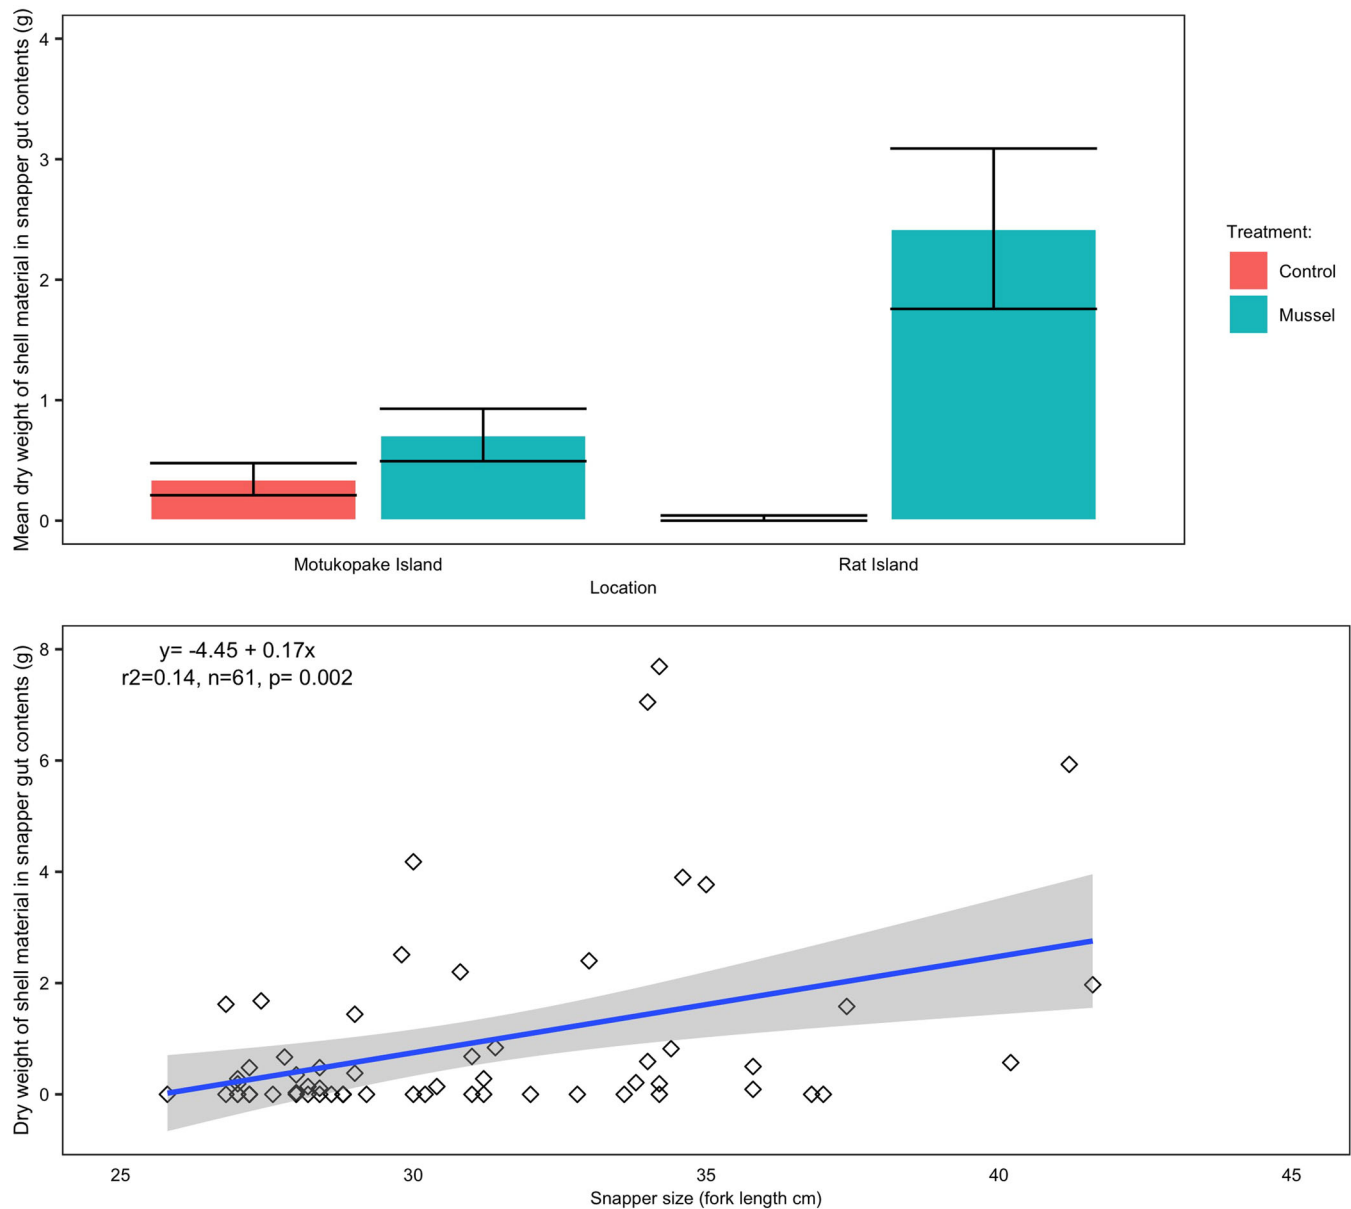 Mean dry weight of shell material in snapper gut contents (g)
4
3
2
1
0
Motukopake Island
Rat Island
Location
Treatment:
Control
Mussel
Dry weight of shell material in snapper gut contents (g)
8
6
4
2
0
y= -4.45 + 0.17x
r2=0.14, n=61, p= 0.002
25
30
35
40
45
Snapper size (fork length cm)